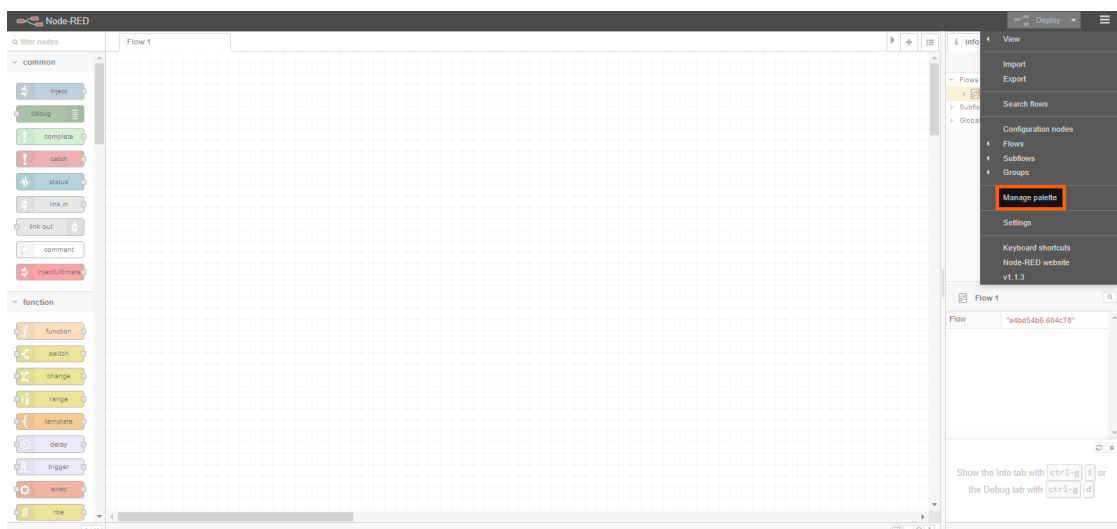 Node-RED
Deploy
filter nodes
Flow 1
info
common
inject
debug
complete
catch
status
link in
link out
comment
InjectUltimate
function
function
switch
change
range
template
delay
trigger
exec
rbe
Flows
Subflo
Global
View
Import
Export
Search flows
Configuration nodes
Flows
Subflows
Groups
Manage palette
Settings
Keyboard shortcuts
Node-RED website
v1.1.3
Flow 1
Flow "a4bd54b6.604c78"
Show the Info tab with ctrl-g i or
the Debug tab with ctrl-g d